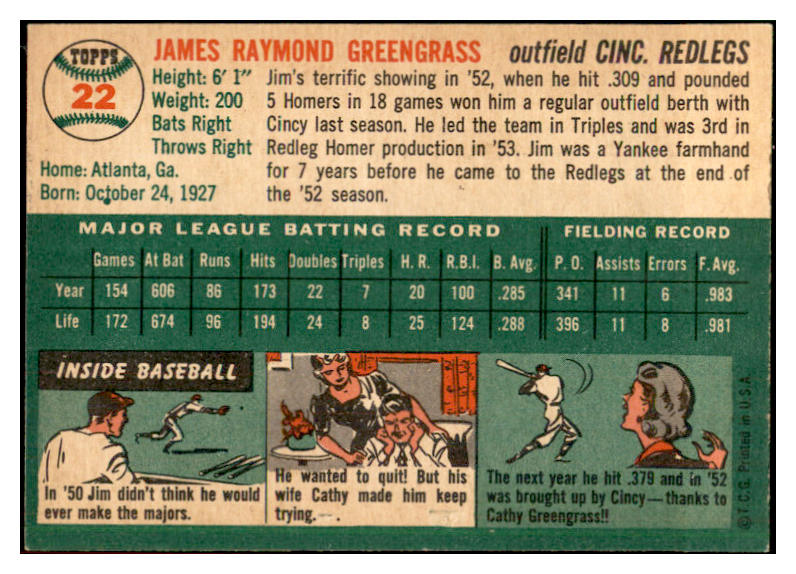 TOPPS
22
JAMES RAYMOND GREENGRASS outfield CINC. REDLEGS
Height: 6' 1"
Weight: 200
Bats Right
Throws Right
Home: Atlanta, Ga.
Born: October 24, 1927
Jim's terrific showing in '52, when he hit .309 and pounded
5 Homers in 18 games won him a regular outfield berth with
Cincy last season. He led the team in Triples and was 3rd in
Redleg Homer production in '53. Jim was a Yankee farmhand
for 7 years before he came to the Redlegs at the end of
the '52 season.
MAJOR LEAGUE BATTING RECORD FIELDING RECORD
Games At Bat Runs Hits Doubles Triples H. R. R.B.I. B. Avg. P. O. Assists Errors F. Avg.
Year 154 606 86 173 22 7 20 100 .285 341 11 6 .983
Life 172 674 96 194 24 8 25 124 .288 396 11 8 .981
INSIDE BASEBALL
In '50 Jim didn't think he would
ever make the majors.
He wanted to quit! But his
wife Cathy made him keep
trying.—.
The next year he hit .379 and in '52
was brought up by Cincy—thanks to
Cathy Greengrass!!
© T.C.G. Printed in U.S.A.